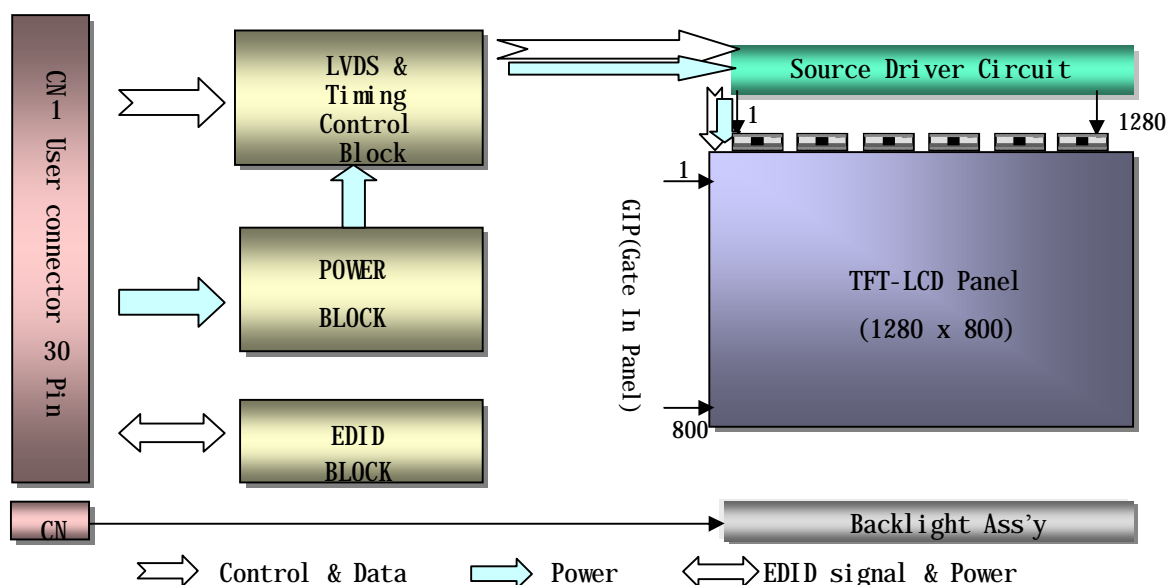 CN1 User connector 30 Pin
LVDS &
Timing
Control
Block
POWER
BLOCK
EDID
BLOCK
Source Driver Circuit
1
1280
1
GIP(Gate In Panel)
800
TFT-LCD Panel
(1280 x 800)
CN
Backlight Ass'y
Control & Data
Power
EDID signal & Power